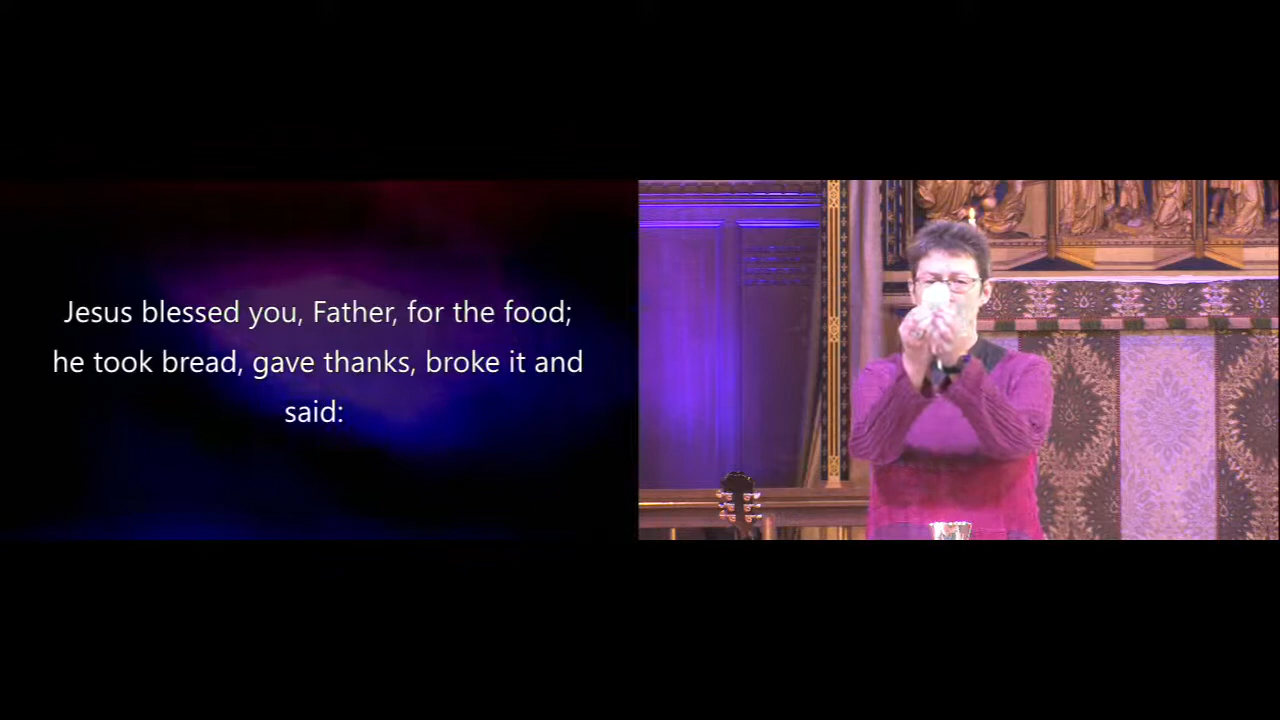 Jesus blessed you, Father, for the food;
he took bread, gave thanks, broke it and
said: